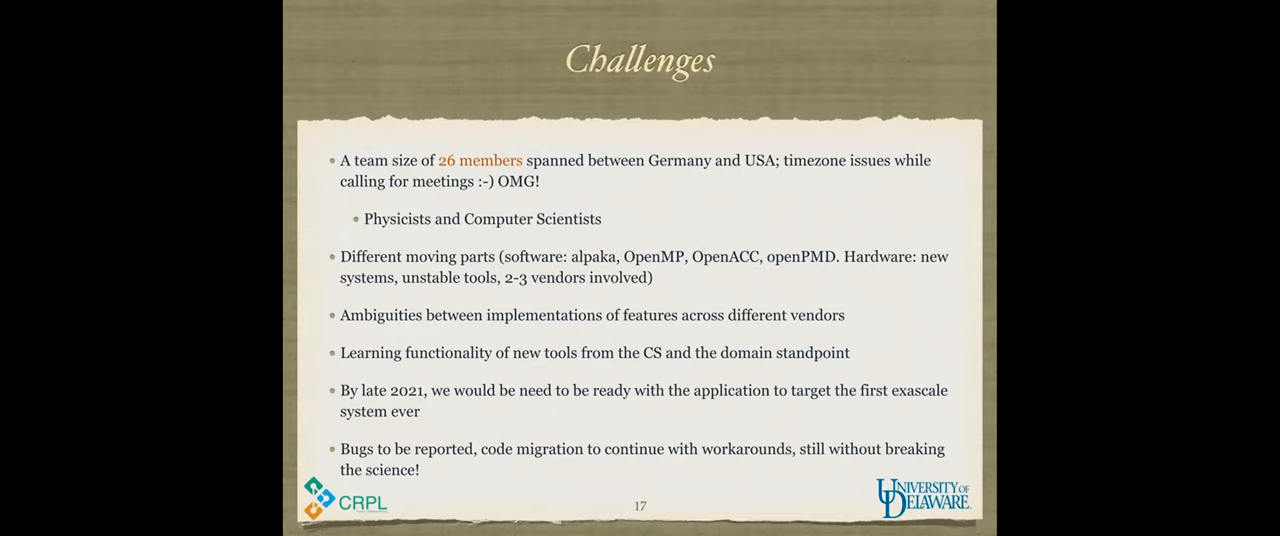 Challenges
• A team size of 26 members spanned between Germany and USA; timezone issues while
calling for meetings :-) OMG!
• Physicists and Computer Scientists
• Different moving parts (software: alpaka, OpenMP, OpenACC, openPMD. Hardware: new
systems, unstable tools, 2-3 vendors involved)
• Ambiguities between implementations of features across different vendors
• Learning functionality of new tools from the CS and the domain standpoint
• By late 2021, we would be need to be ready with the application to target the first exascale
system ever
• Bugs to be reported, code migration to continue with workarounds, still without breaking
the science!
CRPL
17
UNIVERSITY OF
DELAWARE